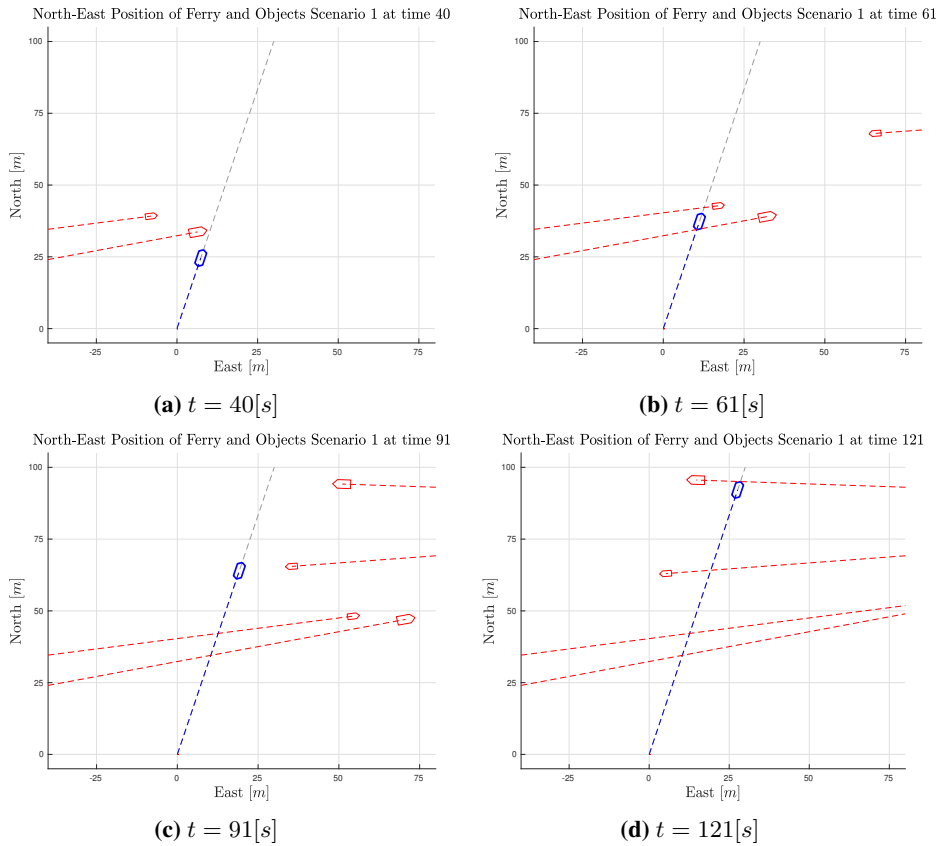 North-East Position of Ferry and Objects Scenario 1 at time 40
100
75
50
25
0
-25 0 25 50 75
North [m]
East [m]
(a) t = 40[s]
North-East Position of Ferry and Objects Scenario 1 at time 61
100
75
50
25
0
-25 0 25 50 75
North [m]
East [m]
(b) t = 61[s]
North-East Position of Ferry and Objects Scenario 1 at time 91
100
75
50
25
0
-25 0 25 50 75
North [m]
East [m]
(c) t = 91[s]
North-East Position of Ferry and Objects Scenario 1 at time 121
100
75
50
25
0
-25 0 25 50 75
North [m]
East [m]
(d) t = 121[s]